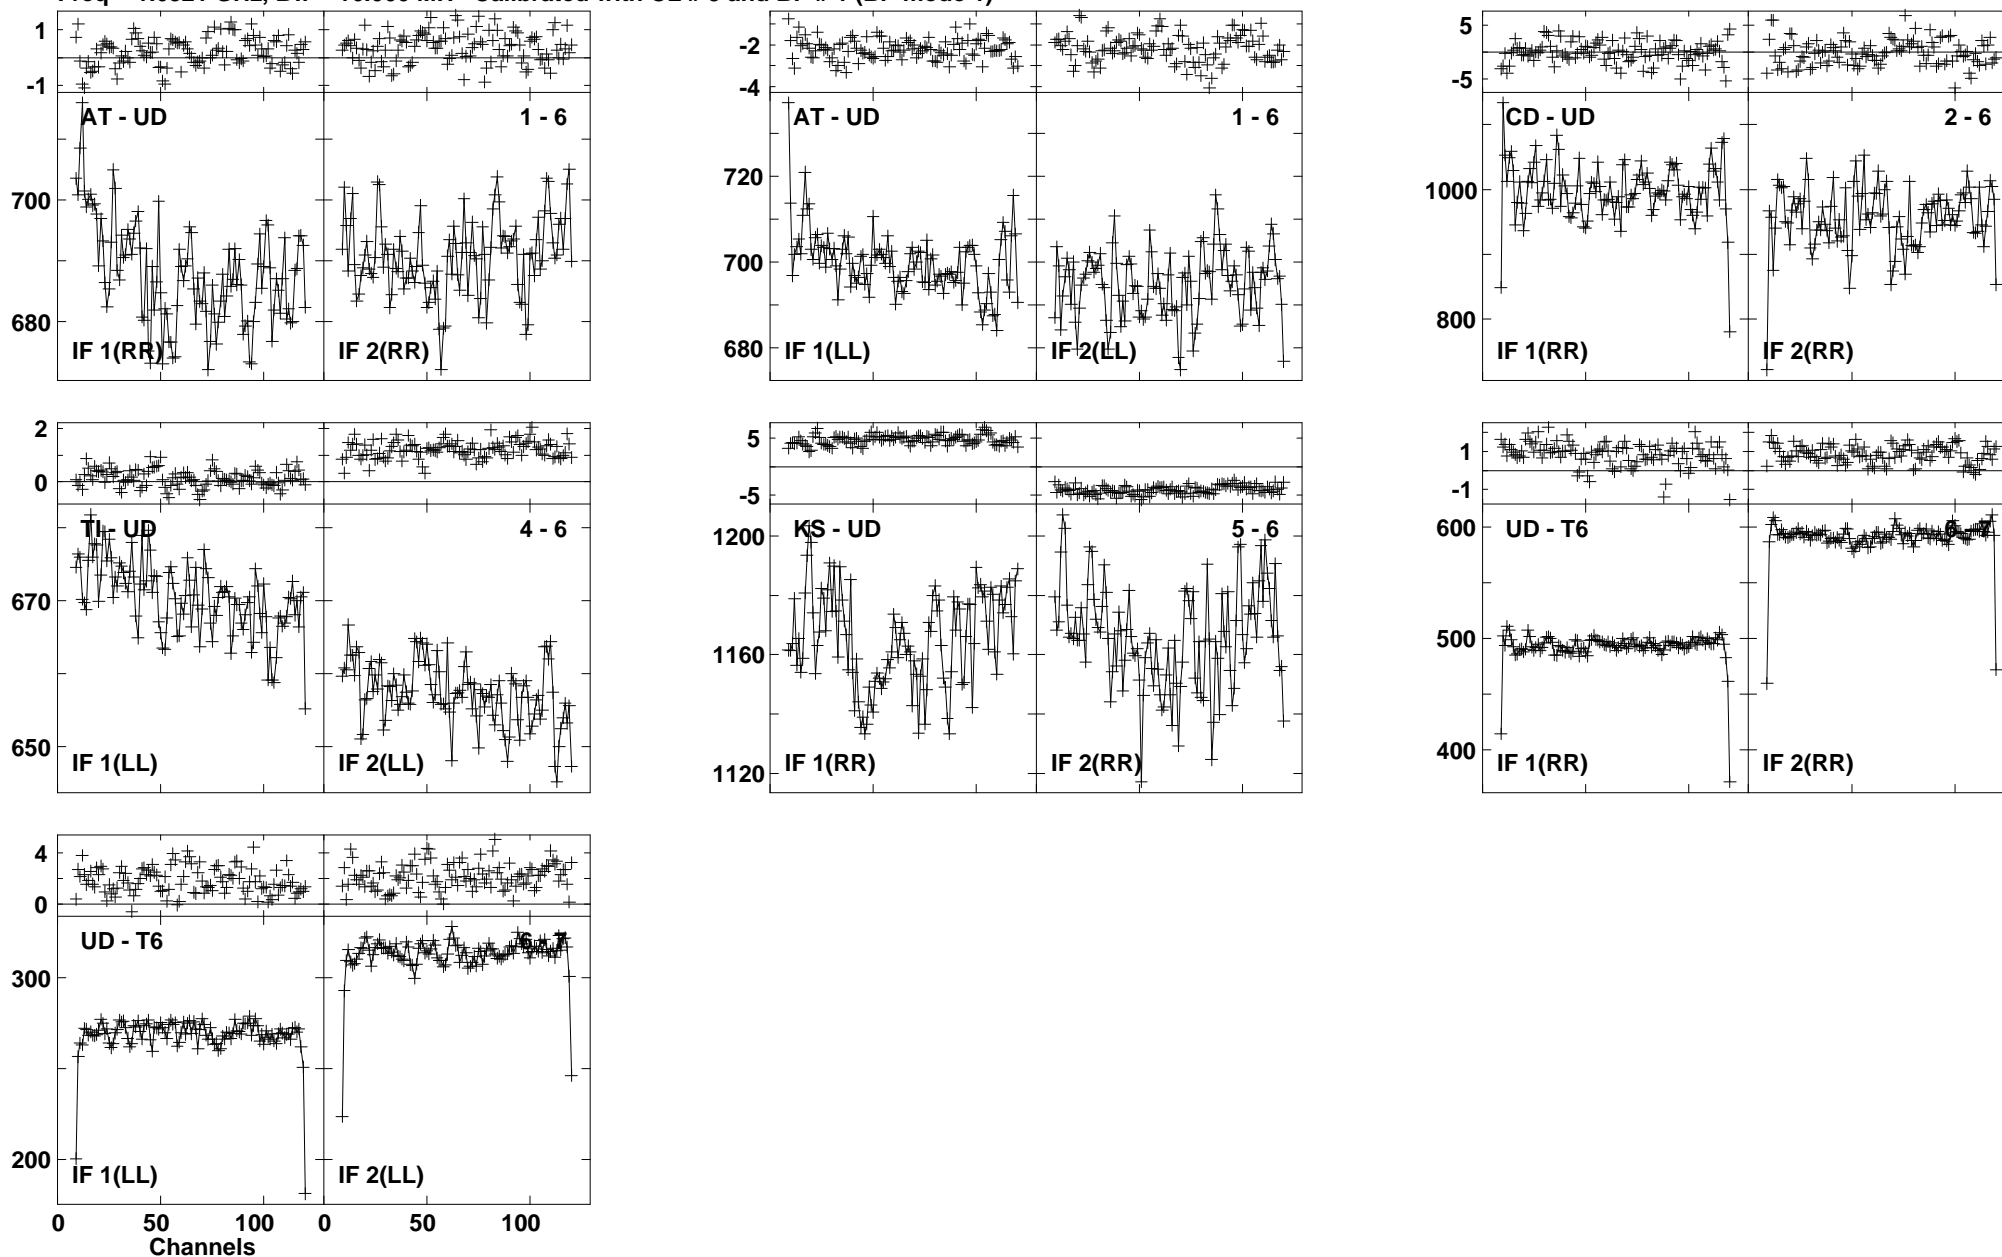 1 -2 5
-1 -4 -5
AT - UD 1 - 6 AT - UD 1 - 6 CD - UD 2 - 6
720
700 700 1000
680 680 800
IF 1(RR) IF 2(RR) IF 1(LL) IF 2(LL) IF 1(RR) IF 2(RR)
2 5 1
0 -5 -1
TI - UD 4 - 6 KS - UD 5 - 6 UD - T6 6 - 7
1200 600
670 1160 500
650 1120 400
IF 1(LL) IF 2(LL) IF 1(RR) IF 2(RR) IF 1(RR) IF 2(RR)
4
0
UD - T6 6 - 7
300
200
IF 1(LL) IF 2(LL)
0 50 100 0 50 100
Channels